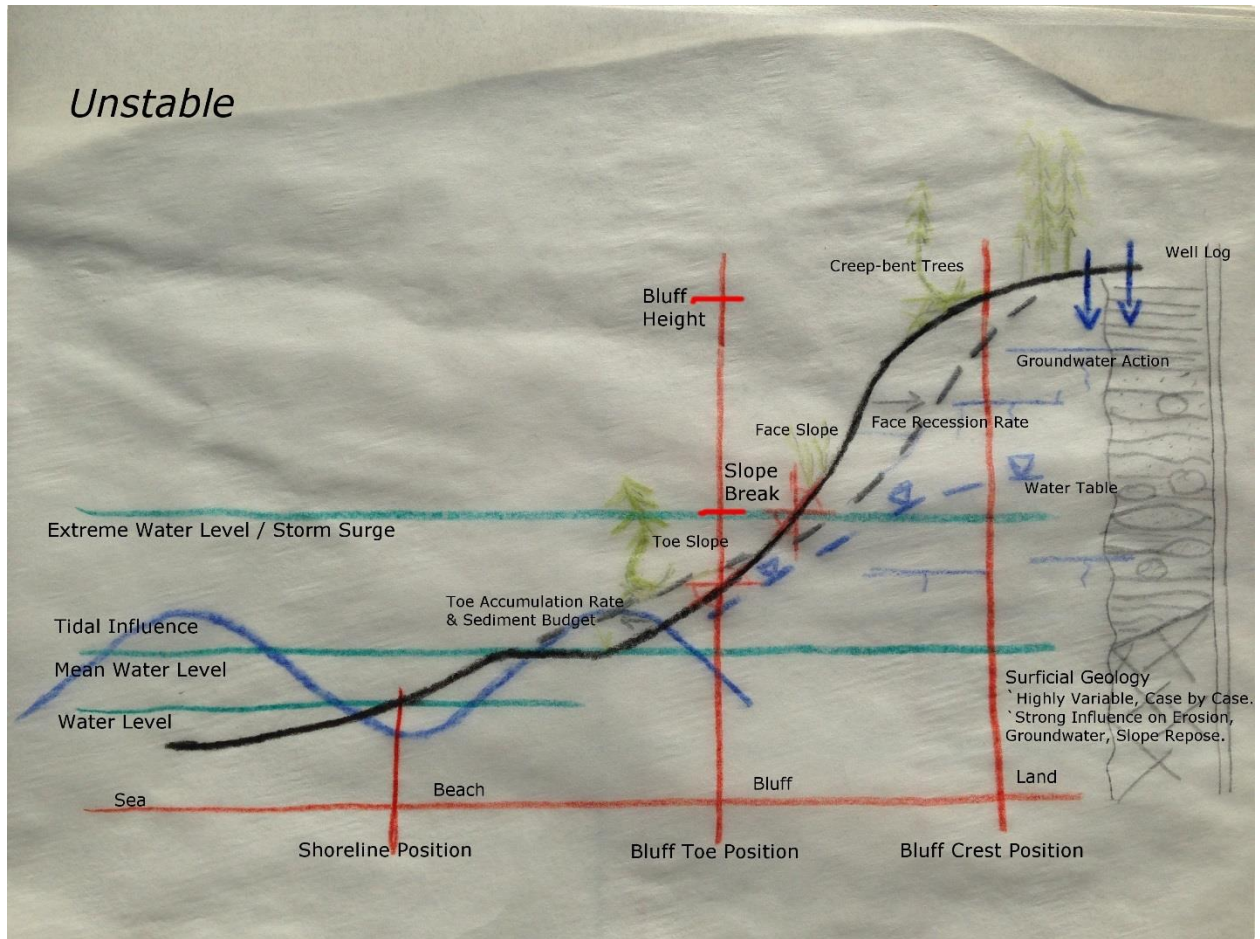 Unstable
Well Log
Creep-bent Trees
Bluff
Height
Groundwater Action
Face Slope
Face Recession Rate
Slope
Break
Water Table
Extreme Water Level / Storm Surge
Toe Slope
Toe Accumulation Rate
& Sediment Budget
Tidal Influence
Mean Water Level
Surficial Geology
`Highly Variable, Case by Case.
`Strong Influence on Erosion,
Groundwater, Slope Repose.
Water Level
Sea
Beach
Bluff
Land
Shoreline Position
Bluff Toe Position
Bluff Crest Position